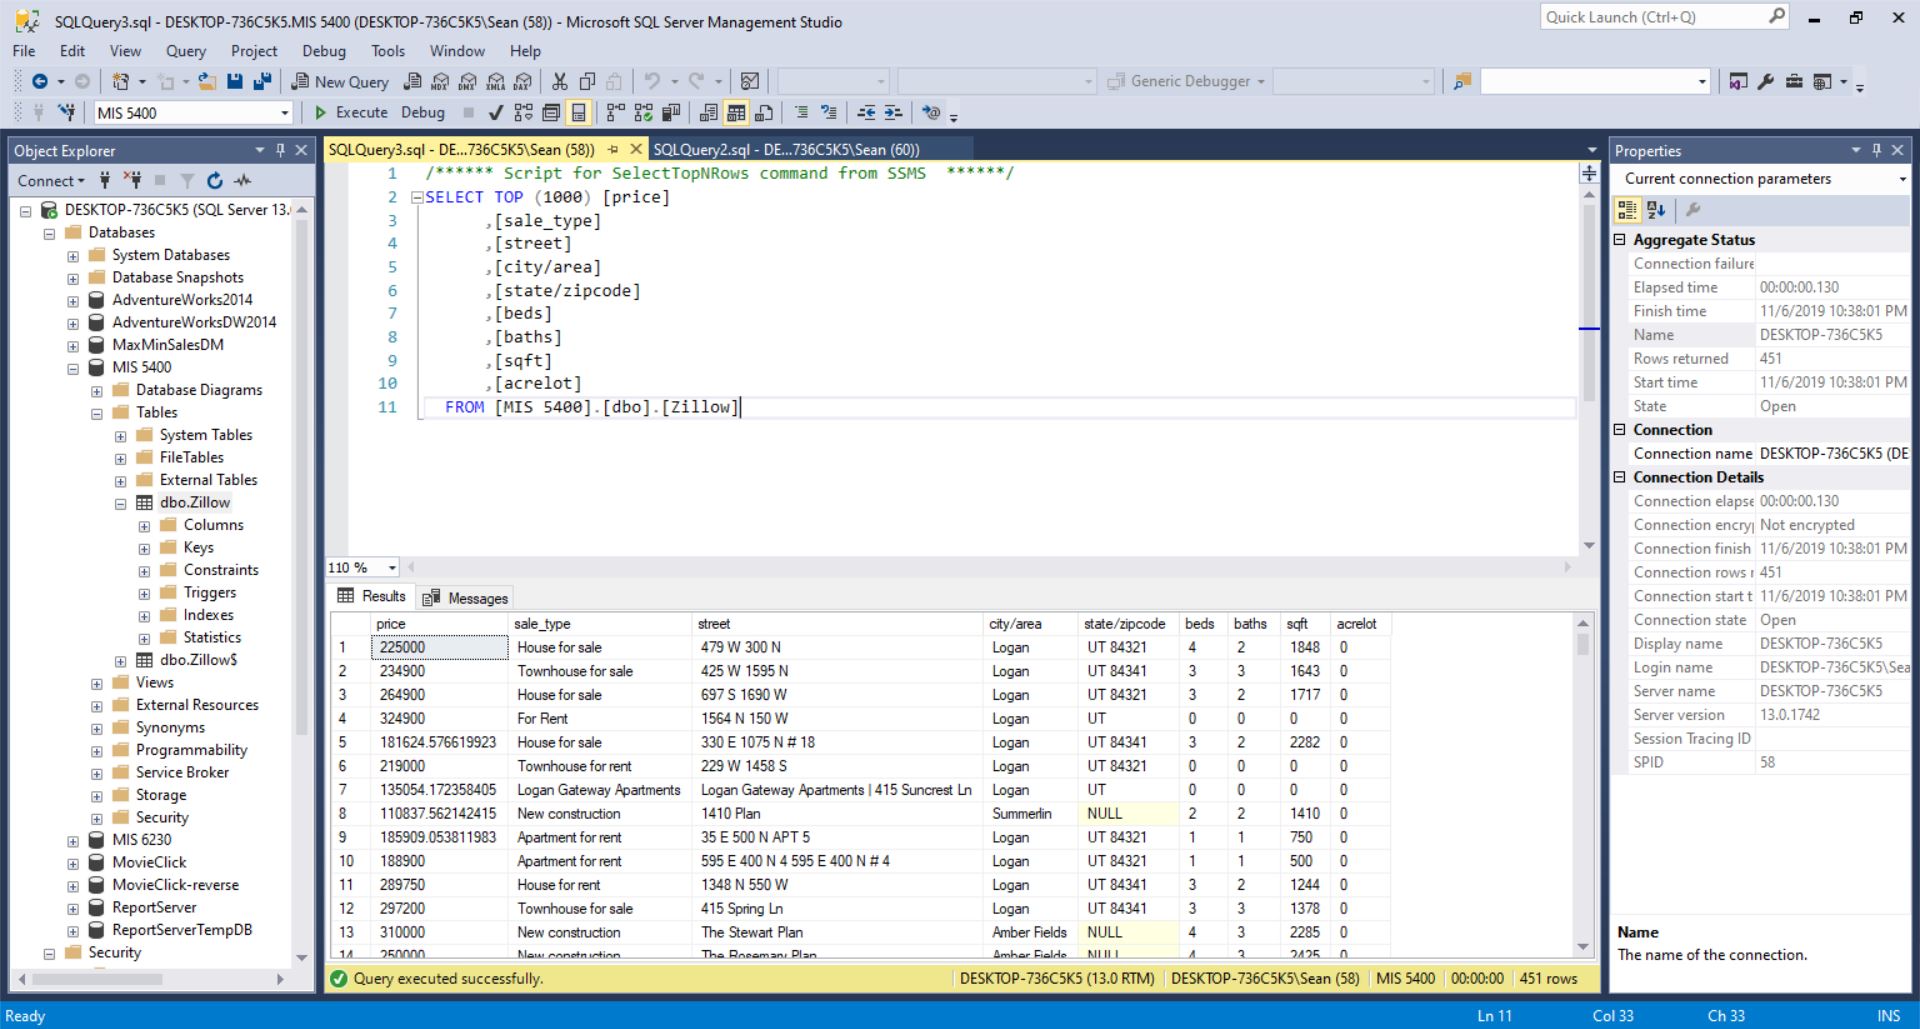 SQLQuery3.sql - DESKTOP-736C5K5.MIS 5400 (DESKTOP-736C5K5\Sean (58)) - Microsoft SQL Server Management Studio
Quick Launch (Ctrl+Q)
File Edit View Query Project Debug Tools Window Help
New Query MDX DMX XMLA DAX Generic Debugger
MIS 5400 Execute Debug
Object Explorer
Connect
DESKTOP-736C5K5 (SQL Server 13.
Databases
System Databases
Database Snapshots
AdventureWorks2014
AdventureWorksDW2014
MaxMinSalesDM
MIS 5400
Database Diagrams
Tables
System Tables
FileTables
External Tables
dbo.Zillow
Columns
Keys
Constraints
Triggers
Indexes
Statistics
dbo.Zillow$
Views
External Resources
Synonyms
Programmability
Service Broker
Storage
Security
MIS 6230
MovieClick
MovieClick-reverse
ReportServer
ReportServerTempDB
Security
SQLQuery3.sql - DE...736C5K5\Sean (58)) SQLQuery2.sql - DE...736C5K5\Sean (60))
1 /****** Script for SelectTopNRows command from SSMS ******/
2 SELECT TOP (1000) [price]
3 ,[sale_type]
4 ,[street]
5 ,[city/area]
6 ,[state/zipcode]
7 ,[beds]
8 ,[baths]
9 ,[sqft]
10 ,[acrelot]
11 FROM [MIS 5400].[dbo].[Zillow]
110 %
Results Messages
price sale_type street city/area state/zipcode beds baths sqft acrelot
1 225000 House for sale 479 W 300 N Logan UT 84321 4 2 1848 0
2 234900 Townhouse for sale 425 W 1595 N Logan UT 84341 3 3 1643 0
3 264900 House for sale 697 S 1690 W Logan UT 84321 3 2 1717 0
4 324900 For Rent 1564 N 150 W Logan UT 0 0 0 0
5 181624.576619923 House for sale 330 E 1075 N # 18 Logan UT 84341 3 2 2282 0
6 219000 Townhouse for rent 229 W 1458 S Logan UT 84321 0 0 0 0
7 135054.172358405 Logan Gateway Apartments Logan Gateway Apartments | 415 Suncrest Ln Logan UT 0 0 0 0
8 110837.562142415 New construction 1410 Plan Summerlin NULL 2 2 1410 0
9 185909.053811983 Apartment for rent 35 E 500 N APT 5 Logan UT 84321 1 1 750 0
10 188900 Apartment for rent 595 E 400 N 4 595 E 400 N # 4 Logan UT 84321 1 1 500 0
11 289750 House for rent 1348 N 550 W Logan UT 84341 3 2 1244 0
12 297200 Townhouse for sale 415 Spring Ln Logan UT 84341 3 3 1378 0
13 310000 New construction The Stewart Plan Amber Fields NULL 4 3 2285 0
14 250000 New construction The Rosemary Plan Amber Fields NULL 4 3 2425 0
Query executed successfully. DESKTOP-736C5K5 (13.0 RTM) DESKTOP-736C5K5\Sean (58) MIS 5400 00:00:00 451 rows
Properties
Current connection parameters
Aggregate Status
Connection failure
Elapsed time 00:00:00.130
Finish time 11/6/2019 10:38:01 PM
Name DESKTOP-736C5K5
Rows returned 451
Start time 11/6/2019 10:38:01 PM
State Open
Connection
Connection name DESKTOP-736C5K5 (DE
Connection Details
Connection elapse 00:00:00.130
Connection encry Not encrypted
Connection finish 11/6/2019 10:38:01 PM
Connection rows r 451
Connection start t 11/6/2019 10:38:01 PM
Connection state Open
Display name DESKTOP-736C5K5
Login name DESKTOP-736C5K5\Sea
Server name DESKTOP-736C5K5
Server version 13.0.1742
Session Tracing ID
SPID 58
Name
The name of the connection.
Ready Ln 11 Col 33 Ch 33 INS